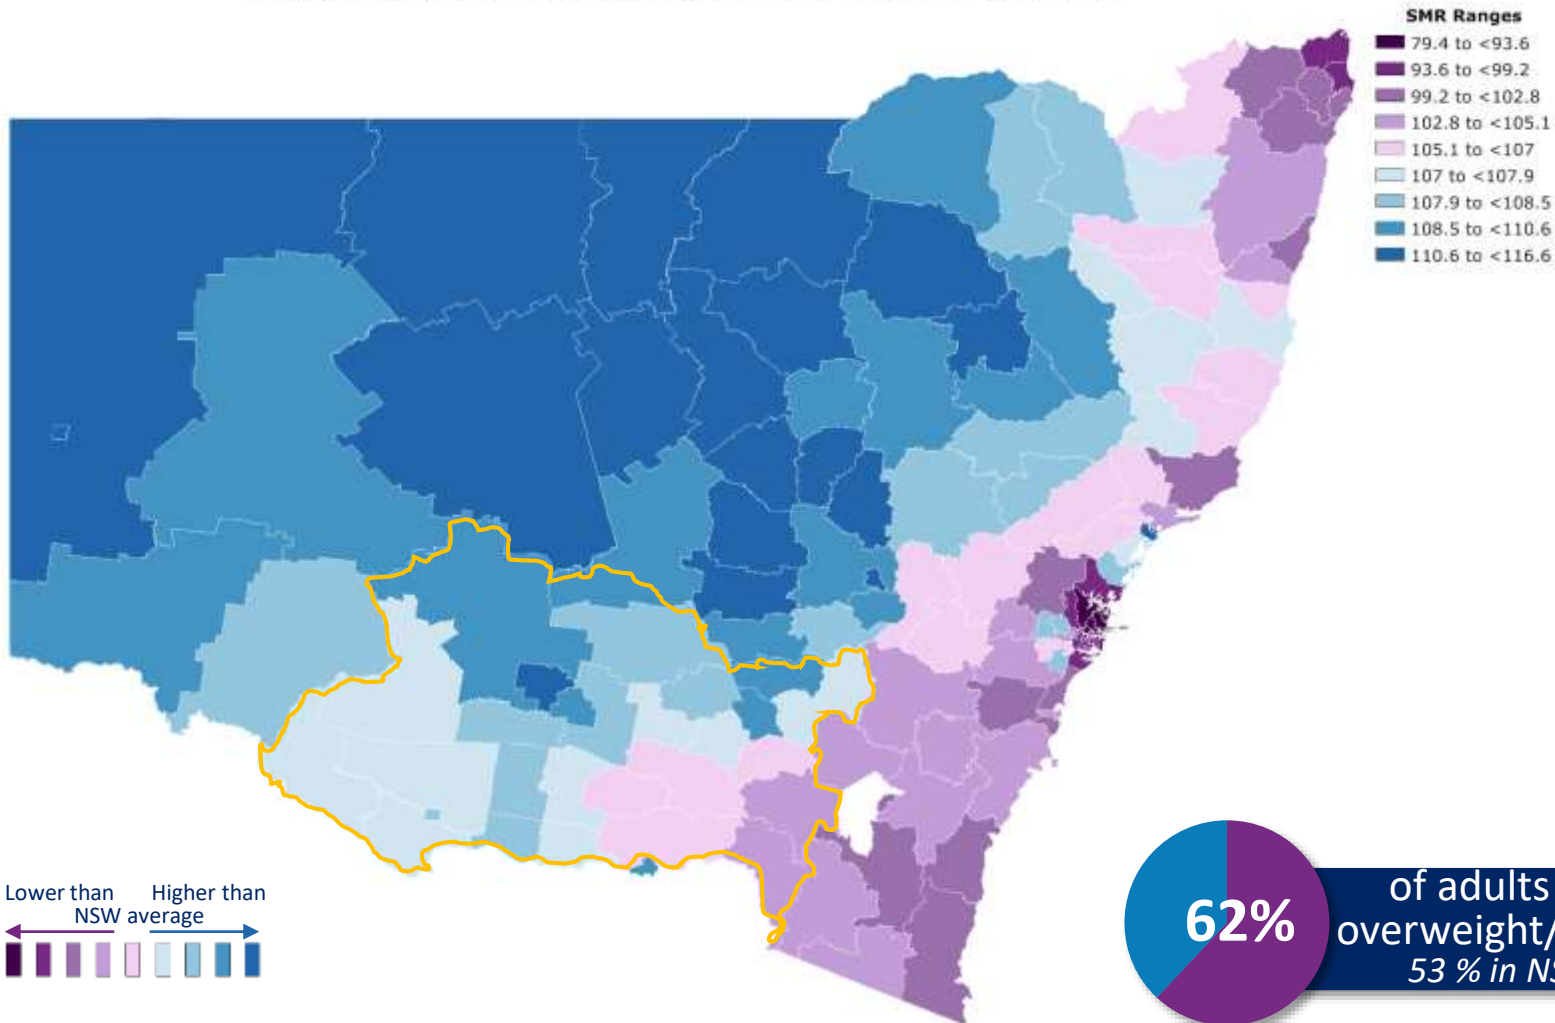 SMR Ranges
79.4 to <93.6
93.6 to <99.2
99.2 to <102.8
102.8 to <105.1
105.1 to <107
107 to <107.9
107.9 to <108.5
108.5 to <110.6
110.6 to <116.6
Lower than Higher than
NSW average
62%
of adults
overweight/
53 % in NS